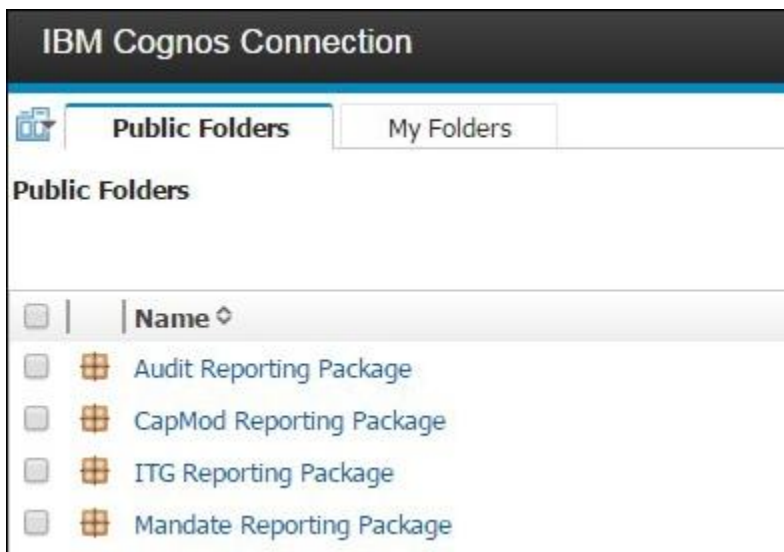 IBM Cognos Connection
Public Folders My Folders
Public Folders
Name
Audit Reporting Package
CapMod Reporting Package
ITG Reporting Package
Mandate Reporting Package